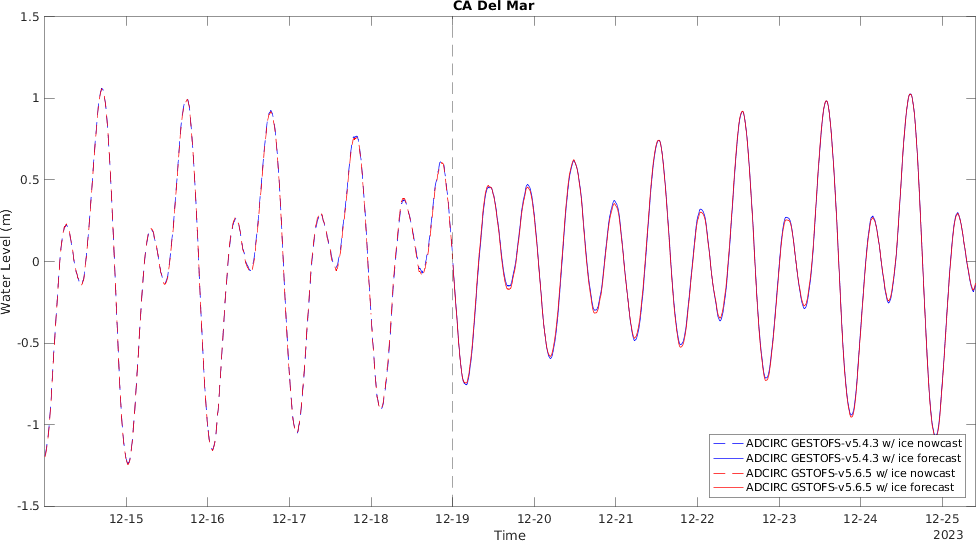 CA Del Mar
1.5
1
0.5
0
-0.5
-1
-1.5
Water Level (m)
12-15
12-16
12-17
12-18
12-19
12-20
12-21
12-22
12-23
12-24
12-25
2023
Time
ADCIRC GESTOFS-v5.4.3 w/ ice nowcast
ADCIRC GESTOFS-v5.4.3 w/ ice forecast
ADCIRC GSTOFS-v5.6.5 w/ ice nowcast
ADCIRC GSTOFS-v5.6.5 w/ ice forecast